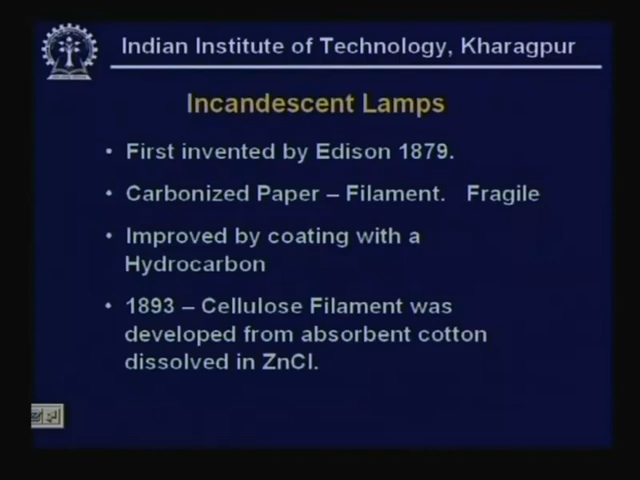 Indian Institute of Technology, Kharagpur
Incandescent Lamps
• First invented by Edison 1879.
• Carbonized Paper – Filament. Fragile
• Improved by coating with a
Hydrocarbon
• 1893 – Cellulose Filament was
developed from absorbent cotton
dissolved in ZnCl.